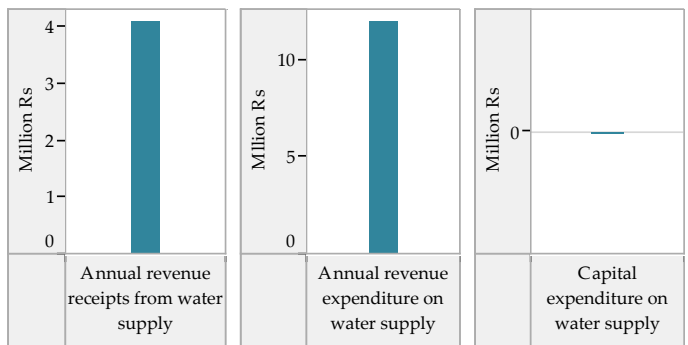 Million Rs
4
3
2
1
0
Annual revenue
receipts from water
supply
Mllion Rs
10
5
0
Annual revenue
expenditure on
water supply
Million Rs
0
Capital
expenditure on
water supply